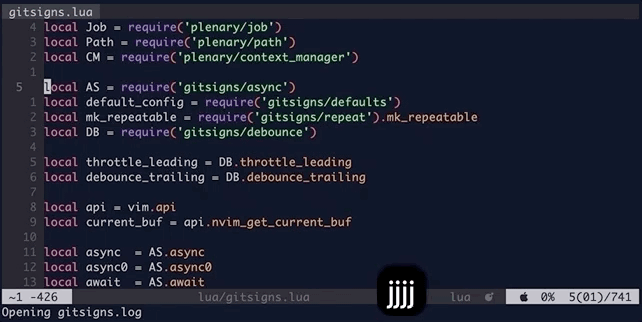 gitsigns.lua
4 local Job = require('plenary/job')
3 local Path = require('plenary/path')
2 local CM = require('plenary/context_manager')
1
5 local AS = require('gitsigns/async')
1 local default_config = require('gitsigns/defaults')
2 local mk_repeatable = require('gitsigns/repeat').mk_repeatable
3 local DB = require('gitsigns/debounce')
4
5 local throttle_leading = DB.throttle_leading
6 local debounce_trailing = DB.debounce_trailing
7
8 local api = vim.api
9 local current_buf = api.nvim_get_current_buf
10
11 local async  = AS.async
12 local async0 = AS.async0
13 local await  = AS.await
~1 -426 lua/gitsigns.lua lua 0% 5(01)/741
jjjj
Opening gitsigns.log